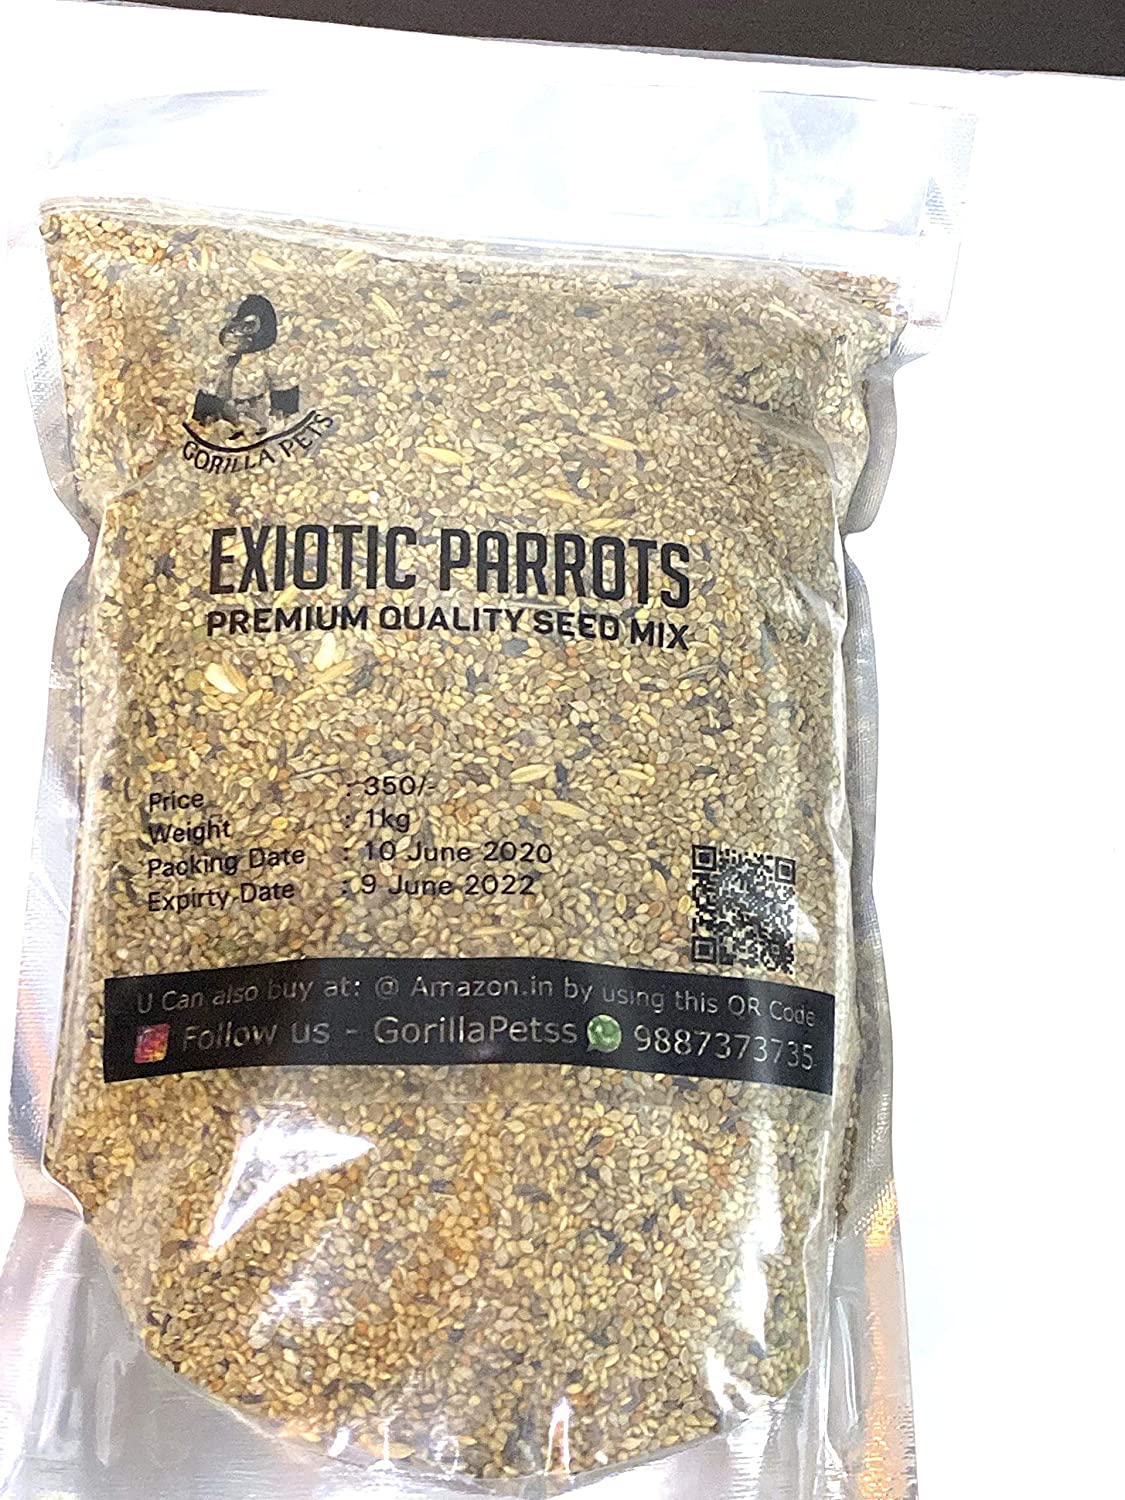 GORILLA PETS
EXIOTIC PARROTS
PREMIUM QUALITY SEED MIX
Price : 350/-
Weight : 1kg
Packing Date : 10 June 2020
Expirty Date : 9 June 2022
U Can also buy at: @ Amazon.in by using this QR Code
Follow us - GorillaPetss 9887373735